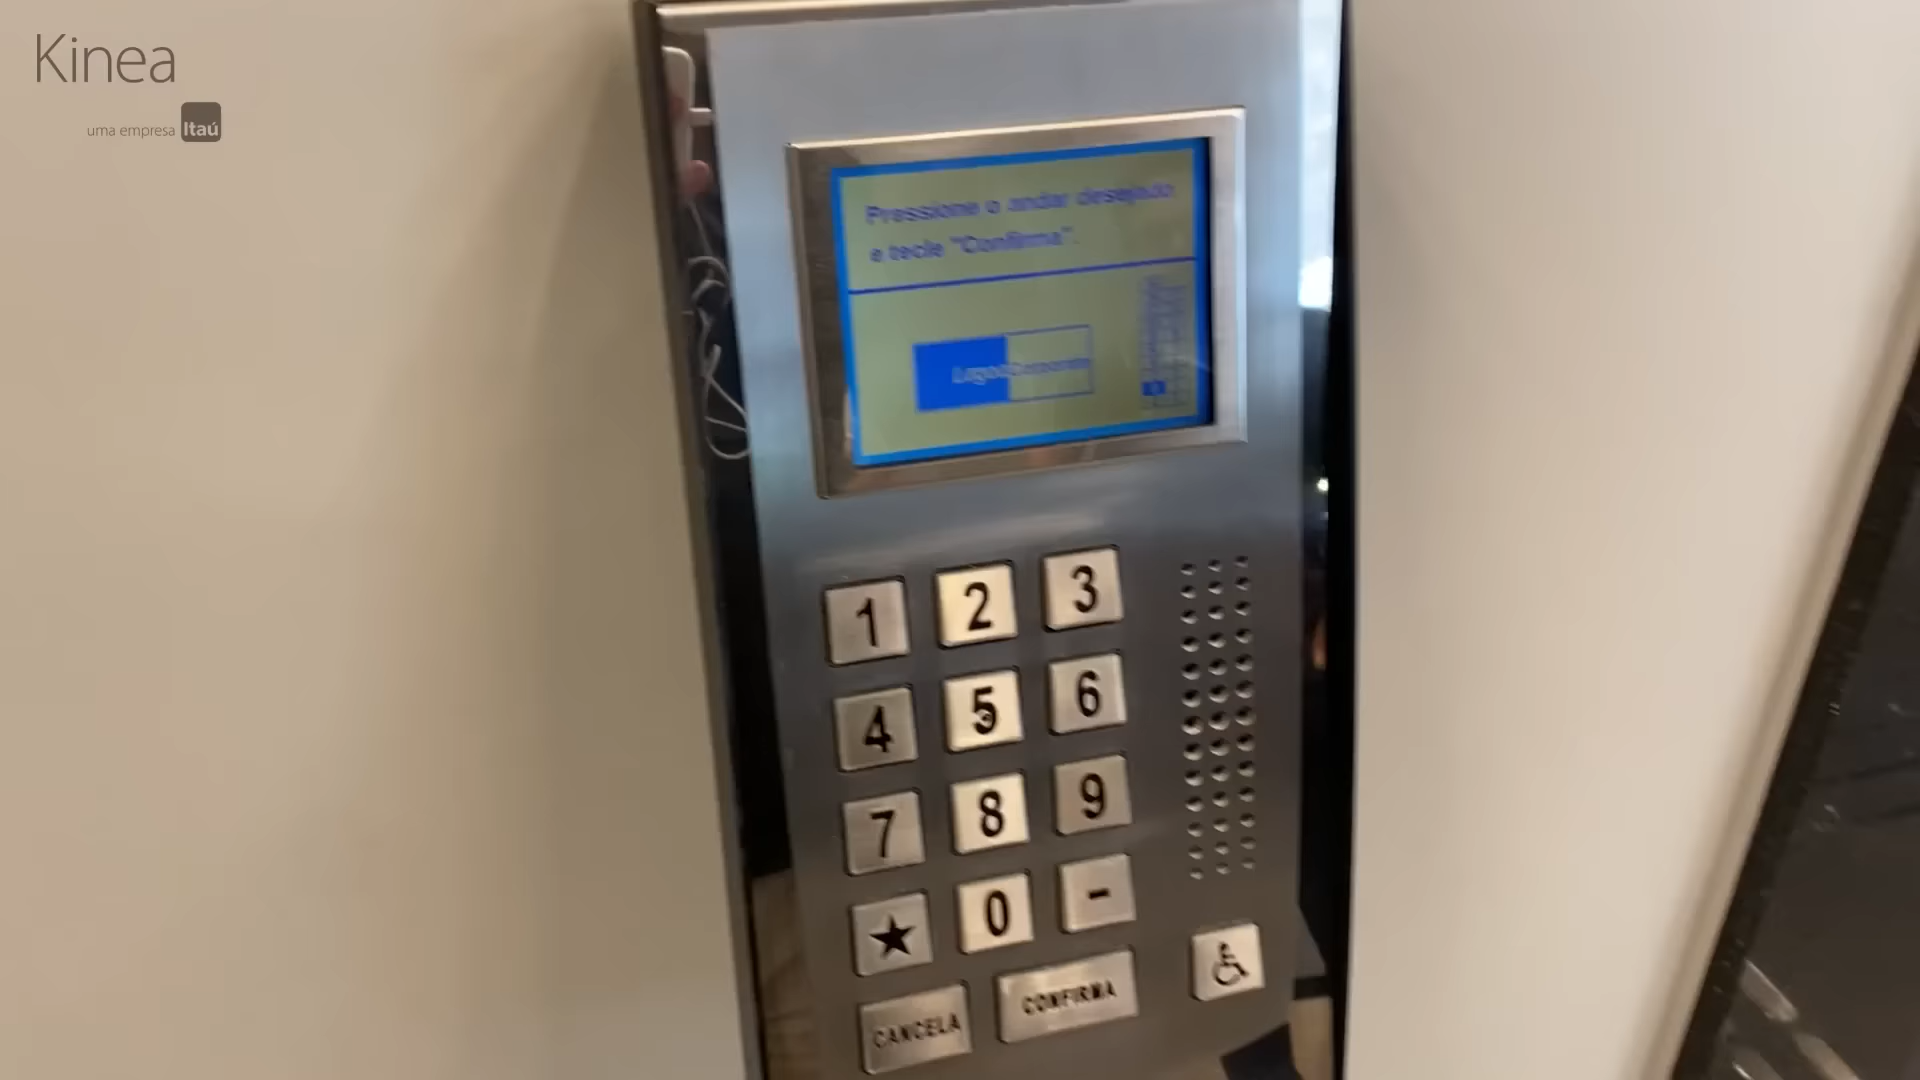 Kinea
uma empresa Itaú
Pressione o andar desejado
e tecle "Confirma".
1 2 3
4 5 6
7 8 9
★ 0 -
CANCELA CONFIRMA